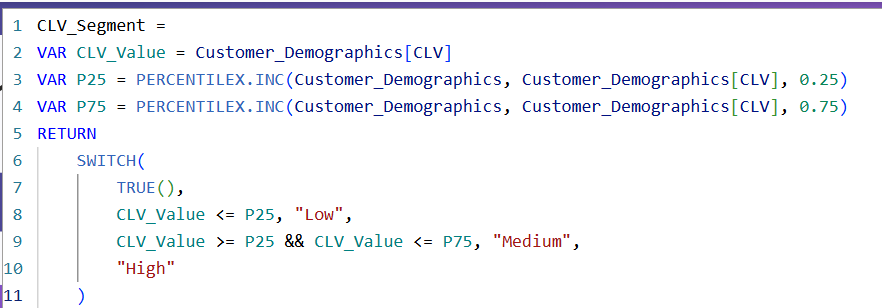 1 CLV_Segment =
2 VAR CLV_Value = Customer_Demographics[CLV]
3 VAR P25 = PERCENTILEX.INC(Customer_Demographics, Customer_Demographics[CLV], 0.25)
4 VAR P75 = PERCENTILEX.INC(Customer_Demographics, Customer_Demographics[CLV], 0.75)
5 RETURN
6 SWITCH(
7 TRUE(),
8 CLV_Value <= P25, "Low",
9 CLV_Value >= P25 && CLV_Value <= P75, "Medium",
10 "High"
11 )